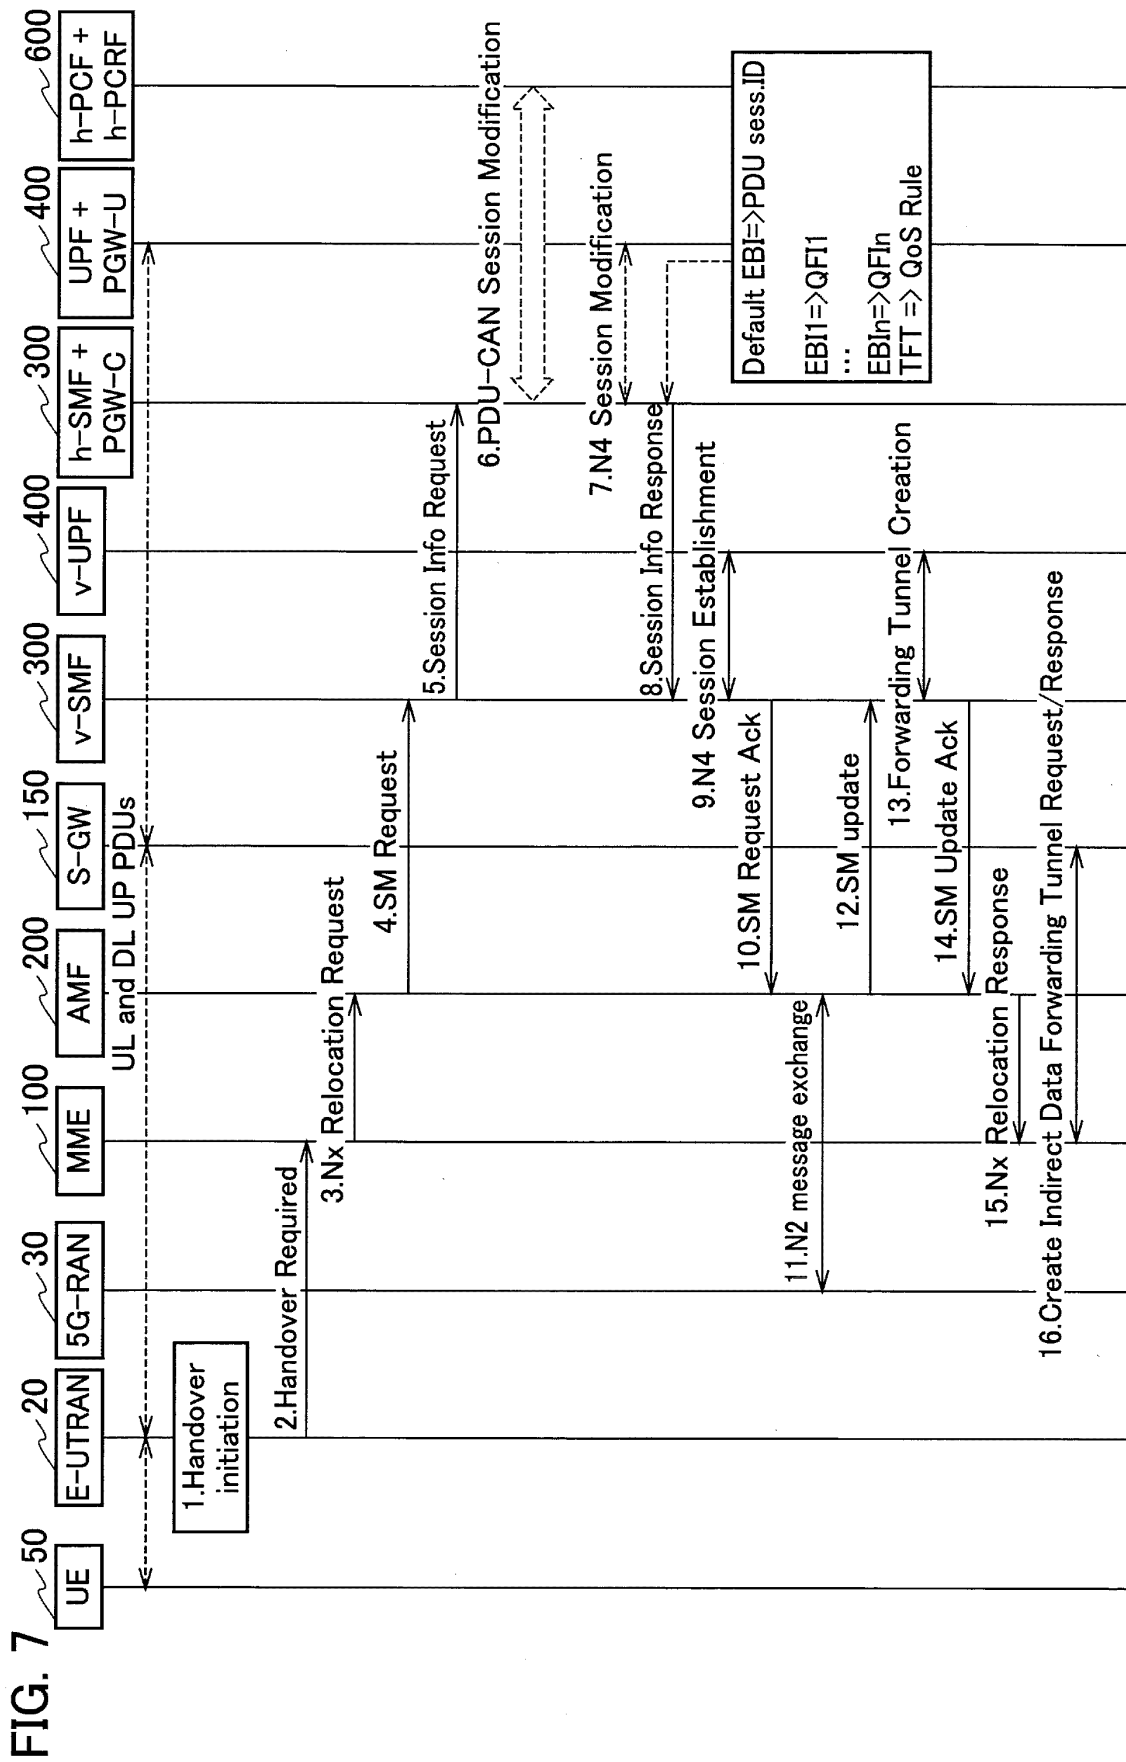 FIG. 7
50
20
30
100
200
150
300
400
300
400
600
UE
E-UTRAN
5G-RAN
MME
AMF
S-GW
v-SMF
v-UPF
h-SMF +
PGW-C
UPF +
PGW-U
h-PCF +
h-PCRF
UL and DL UP PDUs
1.Handover
initiation
2.Handover Required
3.Nx Relocation Request
4.SM Request
5.Session Info Request
6.PDU-CAN Session Modification
7.N4 Session Modification
8.Session Info Response
Default EBI=>PDU sess.ID
EBI1=>QFI1
...
EBIn=>QFIn
TFT => QoS Rule
9.N4 Session Establishment
10.SM Request Ack
11.N2 message exchange
12.SM update
13.Forwarding Tunnel Creation
14.SM Update Ack
15.Nx Relocation Response
16.Create Indirect Data Forwarding Tunnel Request/Response